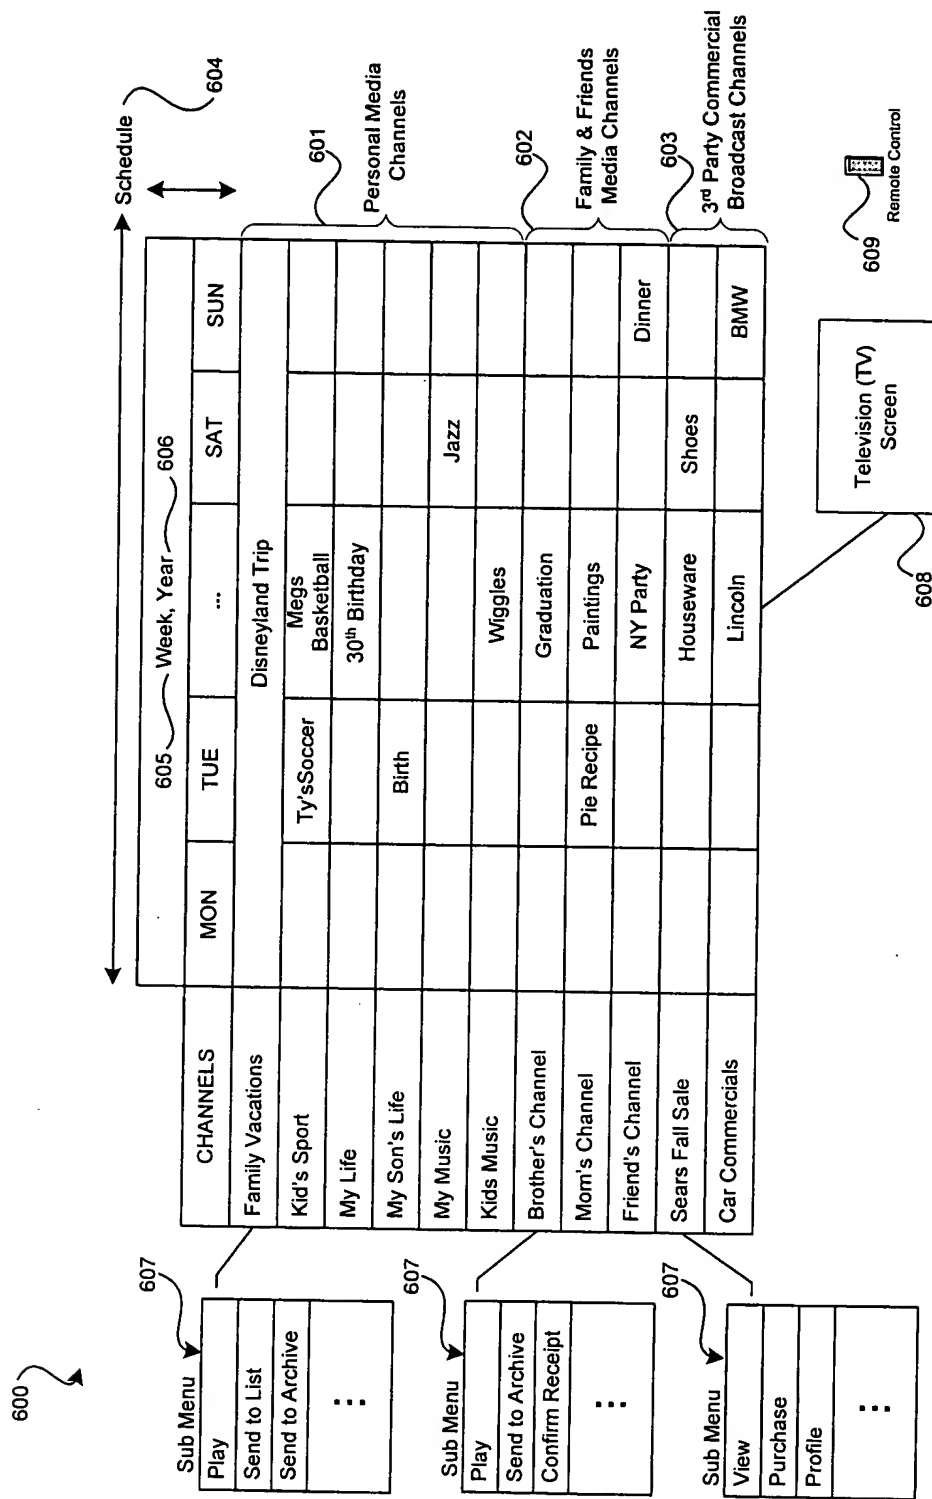 600
Schedule
604
605 Week, Year 606
CHANNELS MON TUE ... SAT SUN
Family Vacations Disneyland Trip
Kid's Sport Ty'sSoccer Megs Basketball
My Life 30th Birthday
My Son's Life Birth
My Music Jazz
Kids Music Wiggles
Brother's Channel Graduation
Mom's Channel Pie Recipe Paintings
Friend's Channel NY Party Dinner
Sears Fall Sale Houseware Shoes
Car Commercials Lincoln BMW
601
Personal Media
Channels
602
Family & Friends
Media Channels
603
3rd Party Commercial
Broadcast Channels
607
Sub Menu
Play
Send to List
Send to Archive
⋮
607
Sub Menu
Play
Send to Archive
Confirm Receipt
⋮
607
Sub Menu
View
Purchase
Profile
⋮
Television (TV)
Screen
608
609
Remote Control